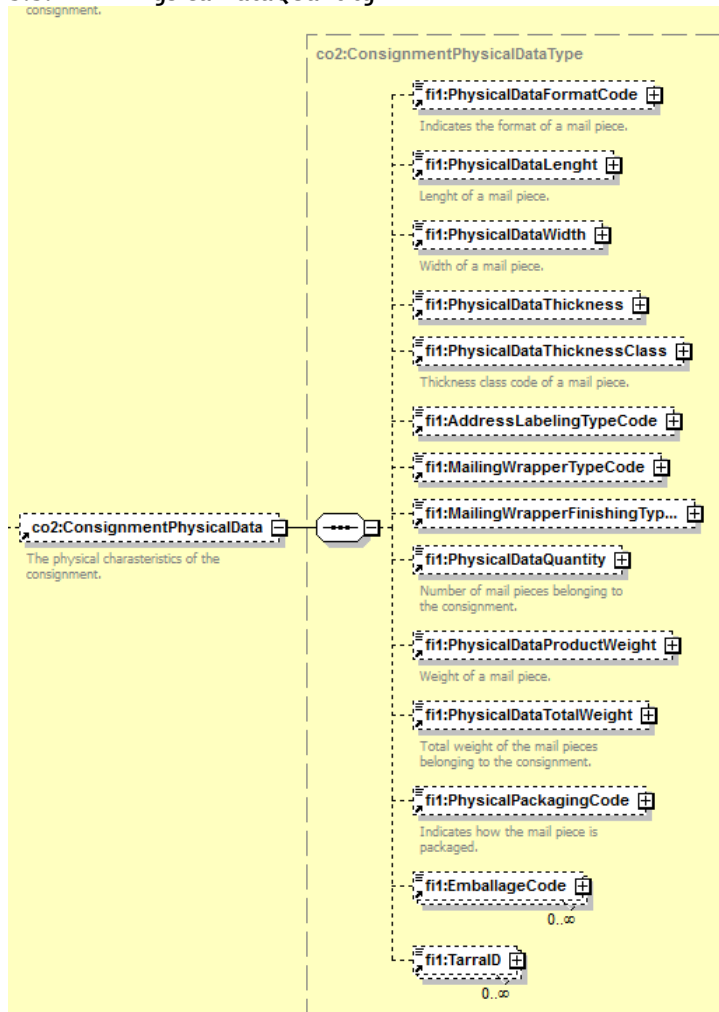 consignment.
co2:ConsignmentPhysicalDataType
fi1:PhysicalDataFormatCode
Indicates the format of a mail piece.
fi1:PhysicalDataLenght
Lenght of a mail piece.
fi1:PhysicalDataWidth
Width of a mail piece.
fi1:PhysicalDataThickness
fi1:PhysicalDataThicknessClass
Thickness class code of a mail piece.
fi1:AddressLabelingTypeCode
fi1:MailingWrapperTypeCode
fi1:MailingWrapperFinishingTyp...
co2:ConsignmentPhysicalData
The physical charasteristics of the
consignment.
fi1:PhysicalDataQuantity
Number of mail pieces belonging to
the consignment.
fi1:PhysicalDataProductWeight
Weight of a mail piece.
fi1:PhysicalDataTotalWeight
Total weight of the mail pieces
belonging to the consignment.
fi1:PhysicalPackagingCode
Indicates how the mail piece is
packaged.
fi1:EmballageCode
0..∞
fi1:TarraID
0..∞